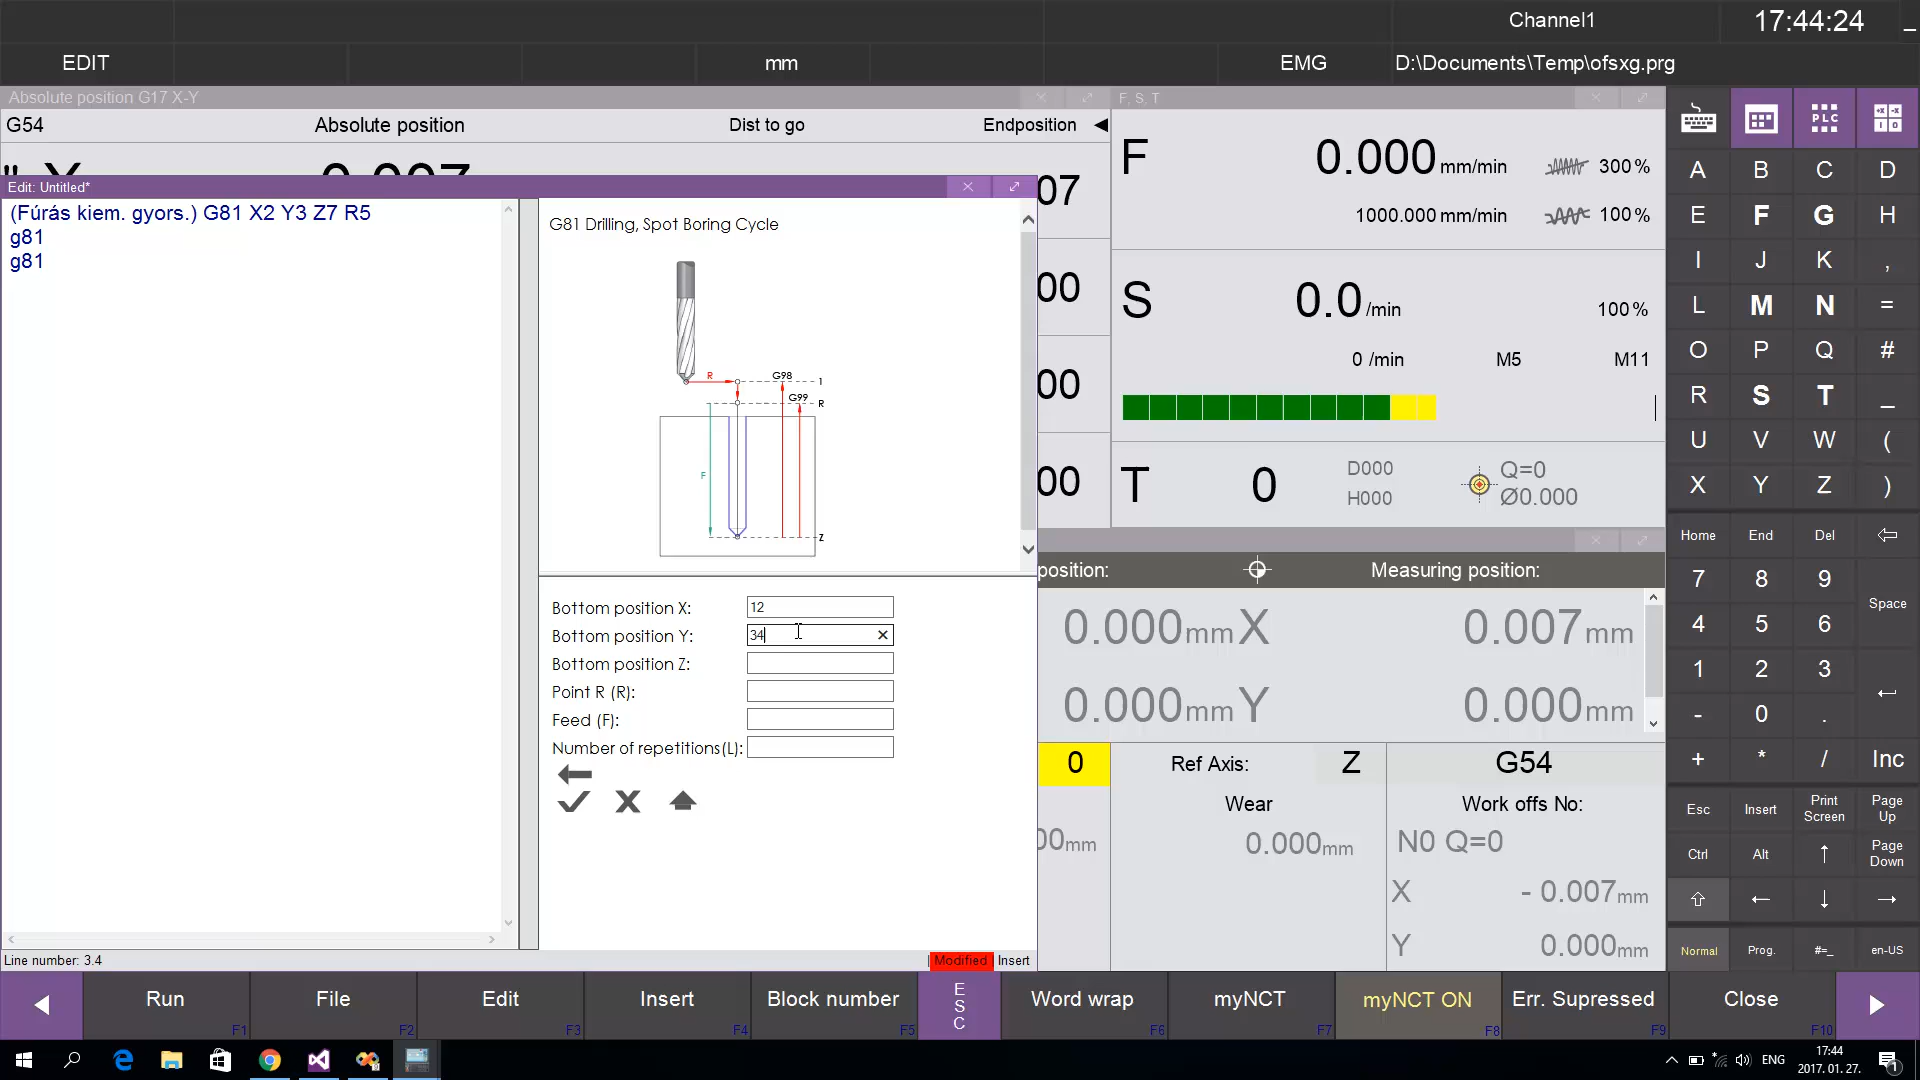 Channel1
17:44:24
EDIT
mm
EMG
D:\Documents\Temp\ofsxg.prg
Absolute position G17 X-Y
G54
Absolute position
Dist to go
Endposition
Edit: Untitled*
(Fúrás kiem. gyors.) G81 X2 Y3 Z7 R5
g81
g81
G81 Drilling, Spot Boring Cycle
R
G98
I
G99
R
F
Z
Bottom position X: 12
Bottom position Y: 34
Bottom position Z:
Point R (R):
Feed (F):
Number of repetitions(L):
Line number: 3.4
Modified
Insert
07
00
00
00
F, S, T
F 0.000 mm/min 300 %
1000.000 mm/min 100 %
S 0.0 /min 100 %
0 /min M5 M11
T 0 D000 Q=0
H000 Ø0.000
position: Measuring position:
0.000mm X 0.007mm
0.000mm Y 0.000mm
0 Ref Axis: Z G54
Wear Work offs No:
00mm 0.000mm N0 Q=0
X - 0.007mm
Y 0.000mm
PLC
A B C D
E F G H
I J K ,
L M N =
O P Q #
R S T _
U V W (
X Y Z )
Home End Del
7 8 9 Space
4 5 6
1 2 3
- 0 .
+ * / Inc
Esc Insert Print Screen Page Up
Ctrl Alt Page Down
Normal Prog. #=_ en-US
Run F1
File F2
Edit F3
Insert F4
Block number F5
ESC
Word wrap F6
myNCT F7
myNCT ON F8
Err. Supressed F9
Close F10
ENG
17:44
2017. 01. 27.
1